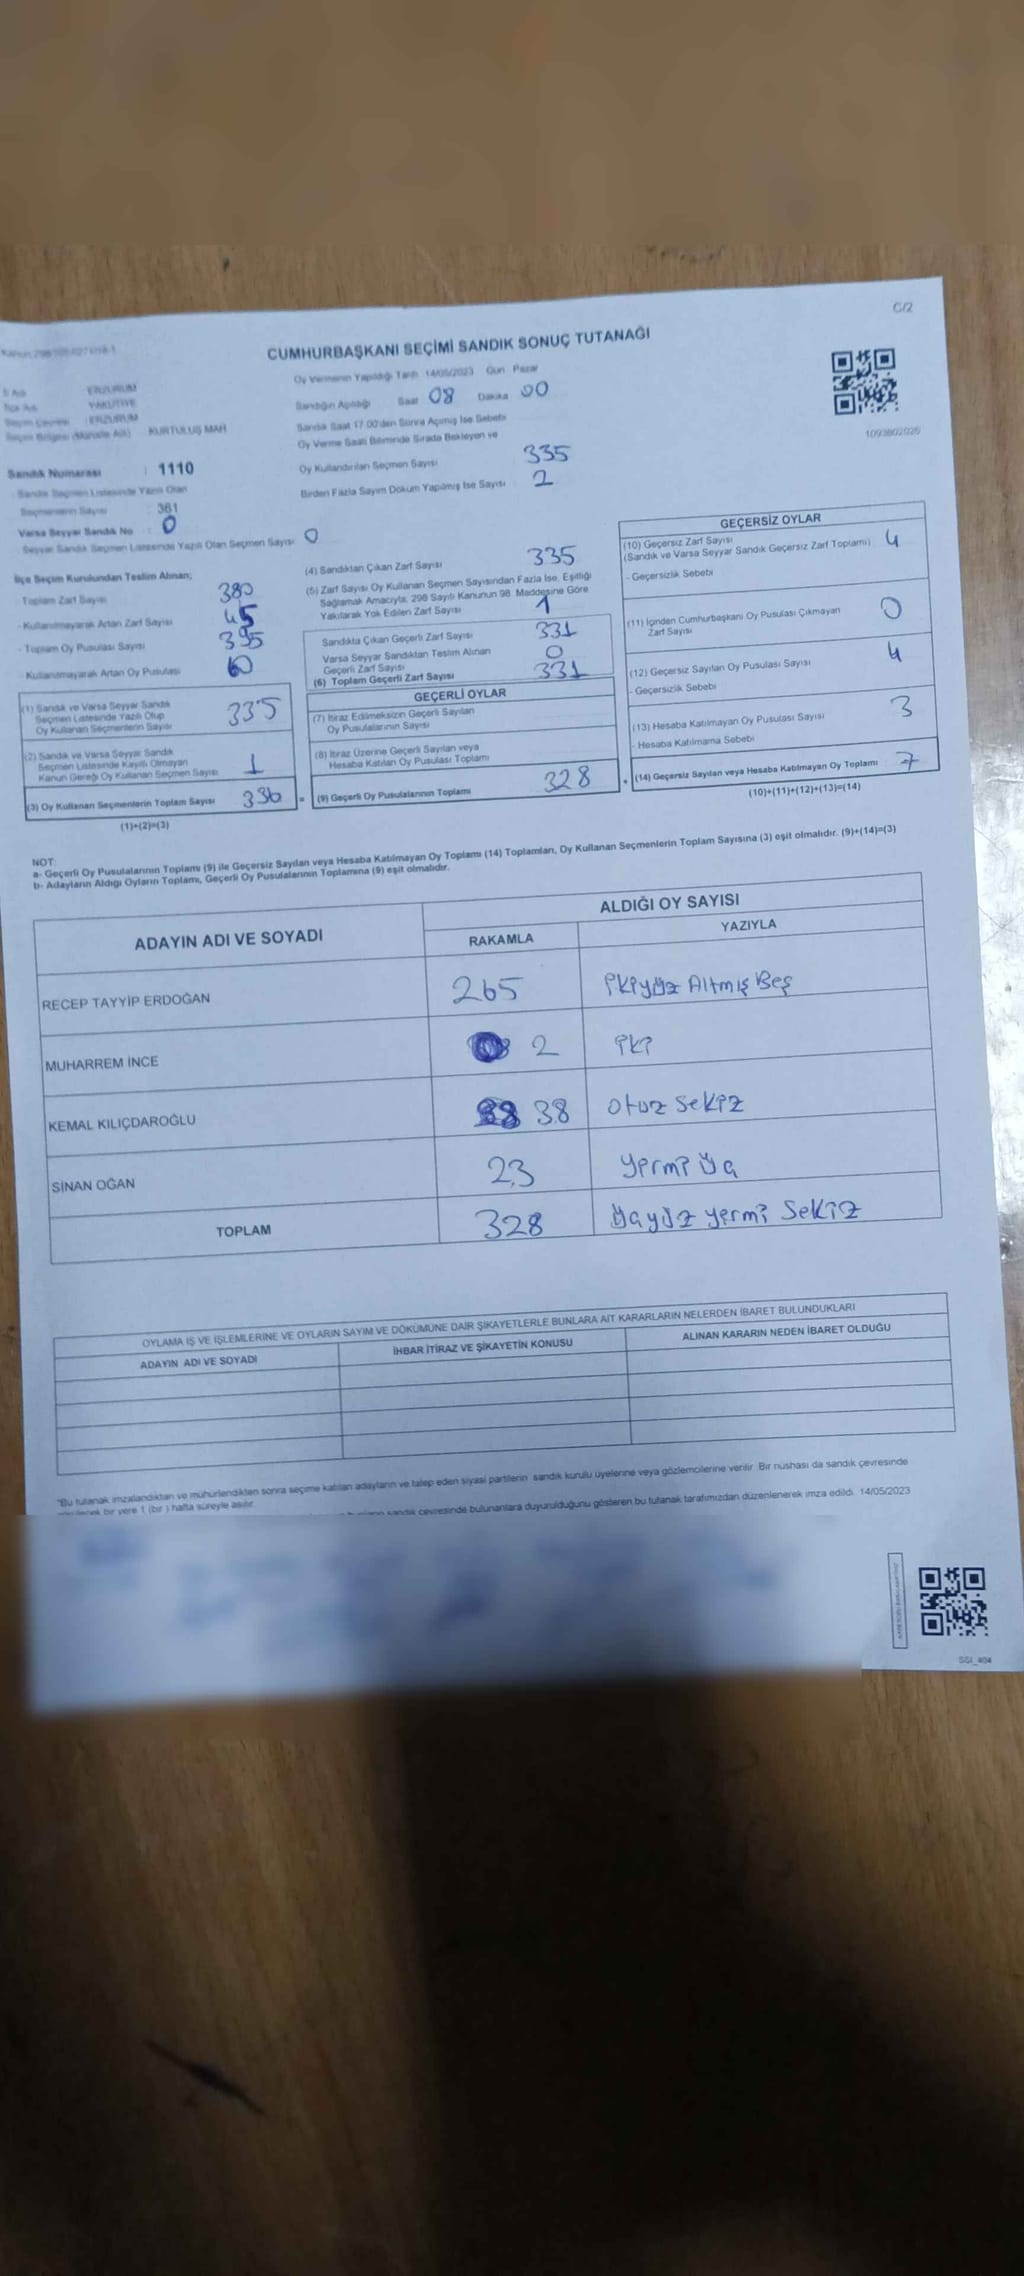 C/2
CUMHURBAŞKANI SEÇİMİ SANDIK SONUÇ TUTANAĞI
İl Adı ERZURUM
İlçe Adı YAKUTİYE
Seçim Çevresi : ERZURUM
Seçim Bölgesi (Mahalle Adı) KURTULUŞ MAH
Sandık Numarası : 1110
Sandık Seçmen Listesinde Yazılı Olan
Seçmenlerin Sayısı : 361
Varsa Seyyar Sandık No : 0
Seyyar Sandık Seçmen Listesinde Yazılı Olan Seçmen Sayısı 0
Oy Vermenin Yapıldığı Tarih 14/05/2023 Gün Pazar
Sandığın Açıldığı Saat 08 Dakika 00
Sandık Saat 17.00'den Sonra Açılmış İse Sebebi
Oy Verme Saati Bitiminde Sırada Bekleyen ve
Oy Kullandırılan Seçmen Sayısı 335
Birden Fazla Sayım Döküm Yapılmış İse Sayısı 2
1093802026
İlçe Seçim Kurulundan Teslim Alınan;
- Toplam Zarf Sayısı 380
- Kullanılmayarak Artan Zarf Sayısı 45
- Toplam Oy Pusulası Sayısı 395
- Kullanılmayarak Artan Oy Pusulası 60
(1) Sandık ve Varsa Seyyar Sandık
Seçmen Listesinde Yazılı Olup
Oy Kullanan Seçmenlerin Sayısı 335
(2) Sandık ve Varsa Seyyar Sandık
Seçmen Listesinde Kayıtlı Olmayan
Kanun Gereği Oy Kullanan Seçmen Sayısı 1
(3) Oy Kullanan Seçmenlerin Toplam Sayısı 336 =
(1)+(2)=(3)
(4) Sandıktan Çıkan Zarf Sayısı 335
(5) Zarf Sayısı Oy Kullanan Seçmen Sayısından Fazla İse, Eşitliği
Sağlamak Amacıyla; 298 Sayılı Kanunun 98. Maddesine Göre
Yakılarak Yok Edilen Zarf Sayısı 1
Sandıkta Çıkan Geçerli Zarf Sayısı 331
Varsa Seyyar Sandıktan Teslim Alınan
Geçerli Zarf Sayısı 0
(6) Toplam Geçerli Zarf Sayısı 331
GEÇERLİ OYLAR
(7) İtiraz Edilmeksizin Geçerli Sayılan
Oy Pusulalarının Sayısı
(8) İtiraz Üzerine Geçerli Sayılan veya
Hesaba Katılan Oy Pusulası Toplamı
(9) Geçerli Oy Pusulalarının Toplamı 328 +
GEÇERSİZ OYLAR
(10) Geçersiz Zarf Sayısı
(Sandık ve Varsa Seyyar Sandık Geçersiz Zarf Toplamı) 4
- Geçersizlik Sebebi
(11) İçinden Cumhurbaşkanı Oy Pusulası Çıkmayan
Zarf Sayısı 0
(12) Geçersiz Sayılan Oy Pusulası Sayısı 4
- Geçersizlik Sebebi
(13) Hesaba Katılmayan Oy Pusulası Sayısı 3
- Hesaba Katılmama Sebebi
(14) Geçersiz Sayılan veya Hesaba Katılmayan Oy Toplamı 7
(10)+(11)+(12)+(13)=(14)
NOT:
a- Geçerli Oy Pusulalarının Toplamı (9) ile Geçersiz Sayılan veya Hesaba Katılmayan Oy Toplamı (14) Toplamları, Oy Kullanan Seçmenlerin Toplam Sayısına (3) eşit olmalıdır. (9)+(14)=(3)
b- Adayların Aldığı Oyların Toplamı, Geçerli Oy Pusulalarının Toplamına (9) eşit olmalıdır.
ADAYIN ADI VE SOYADI ALDIĞI OY SAYISI
RAKAMLA YAZIYLA
RECEP TAYYİP ERDOĞAN 265 İkiyüz Altmış Beş
MUHARREM İNCE 2 İki
KEMAL KILIÇDAROĞLU 38 38 Otuz Sekiz
SİNAN OĞAN 23 Yirmi Üç
TOPLAM 328 Üçyüz Yirmi Sekiz
OYLAMA İŞ VE İŞLEMLERİNE VE OYLARIN SAYIM VE DÖKÜMÜNE DAİR ŞİKAYETLERLE BUNLARA AİT KARARLARIN NELERDEN İBARET BULUNDUKLARI
ADAYIN ADI VE SOYADI İHBAR İTİRAZ VE ŞİKAYETİN KONUSU ALINAN KARARIN NEDEN İBARET OLDUĞU
"Bu tutanak imzalandıktan ve mühürlendikten sonra seçime katılan adayların ve talep eden siyasi partilerin sandık kurulu üyelerine veya gözlemcilerine verilir. Bir nüshası da sandık çevresinde
bir yere 1 (bir) hafta süreyle asılır.
sandık çevresinde bulunanlara duyurulduğunu gösteren bu tutanak tarafımızdan düzenlenerek imza edildi. 14/05/2023
SSI_404